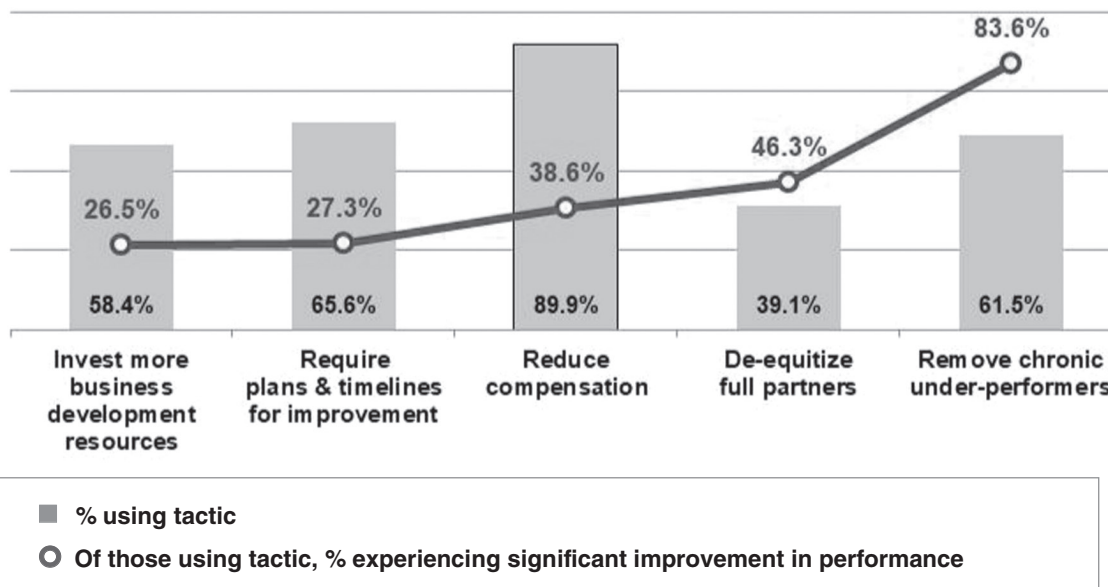 83.6%
46.3%
38.6%
26.5%
27.3%
58.4%
65.6%
89.9%
39.1%
61.5%
Invest more
business
development
resources
Require
plans & timelines
for improvement
Reduce
compensation
De-equitize
full partners
Remove chronic
under-performers
% using tactic
Of those using tactic, % experiencing significant improvement in performance